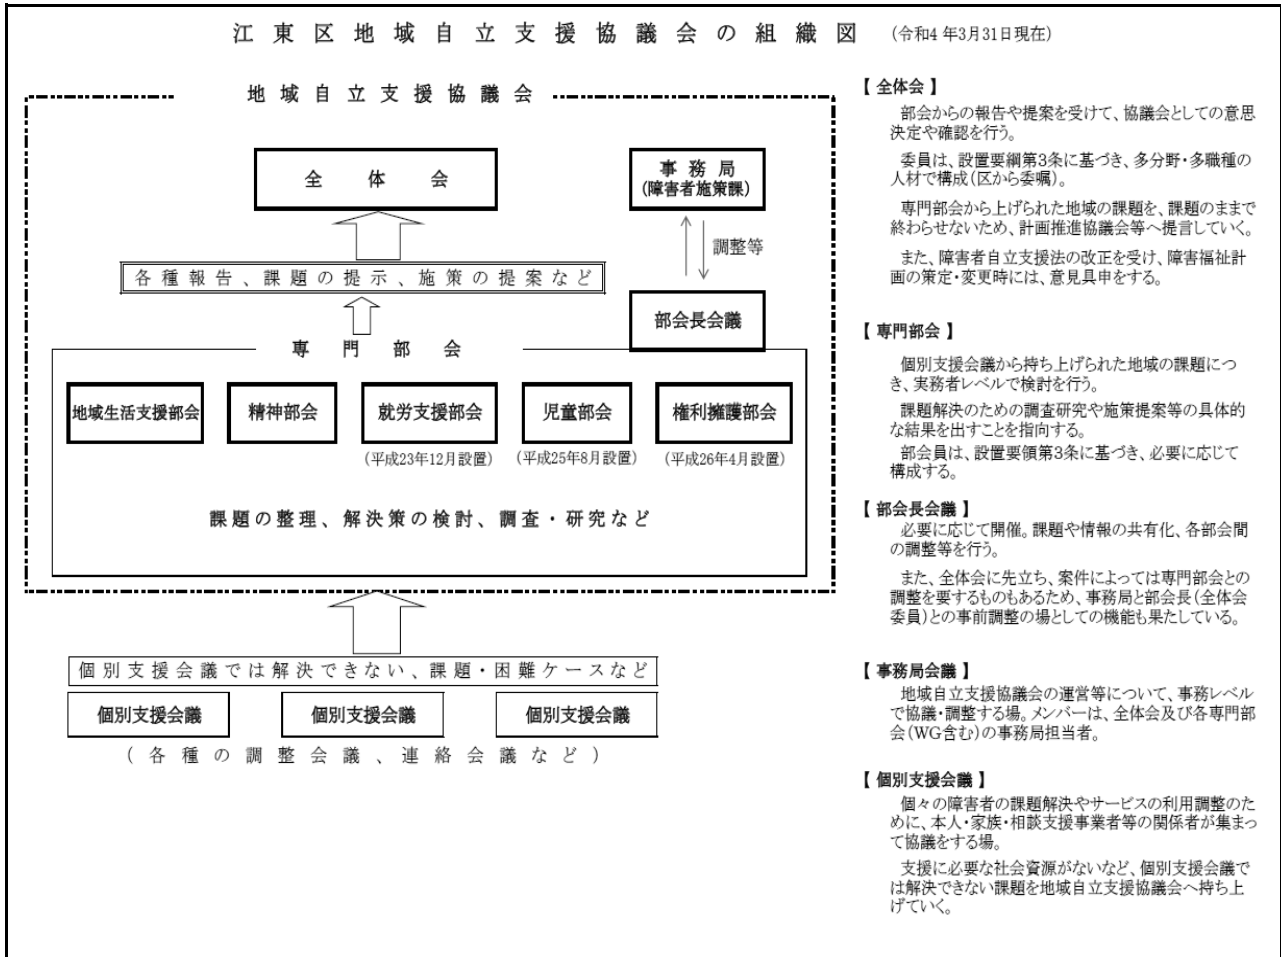 江東区地域自立支援協議会の組織図 (令和4年3月31日現在)
地域自立支援協議会
全体会
事務局
(障害者施策課)
調整等
各種報告、課題の提示、施策の提案など
部会長会議
専門部会
地域生活支援部会
精神部会
就労支援部会
児童部会
権利擁護部会
(平成23年12月設置)
(平成25年8月設置)
(平成26年4月設置)
課題の整理、解決策の検討、調査・研究など
個別支援会議では解決できない、課題・困難ケースなど
個別支援会議
個別支援会議
個別支援会議
(各種の調整会議、連絡会議など)
【 全体会 】
部会からの報告や提案を受けて、協議会としての意思
決定や確認を行う。
委員は、設置要綱第3条に基づき、多分野・多職種の
人材で構成(区から委嘱)。
専門部会から上げられた地域の課題を、課題のままで
終わらせないため、計画推進協議会等へ提言していく。
また、障害者自立支援法の改正を受け、障害福祉計
画の策定・変更時には、意見具申をする。
【 専門部会 】
個別支援会議から持ち上げられた地域の課題につ
き、実務者レベルで検討を行う。
課題解決のための調査研究や施策提案等の具体的
な結果を出すことを指向する。
部会員は、設置要領第3条に基づき、必要に応じて
構成する。
【 部会長会議 】
必要に応じて開催。課題や情報の共有化、各部会間
の調整等を行う。
また、全体会に先立ち、案件によっては専門部会との
調整を要するものもあるため、事務局と部会長(全体会
委員)との事前調整の場としての機能も果たしている。
【 事務局会議 】
地域自立支援協議会の運営等について、事務レベル
で協議・調整する場。メンバーは、全体会及び各専門部
会(WG含む)の事務局担当者。
【 個別支援会議 】
個々の障害者の課題解決やサービスの利用調整のた
めに、本人・家族・相談支援事業者等の関係者が集まっ
て協議をする場。
支援に必要な社会資源がないなど、個別支援会議で
は解決できない課題を地域自立支援協議会へ持ち上
げていく。